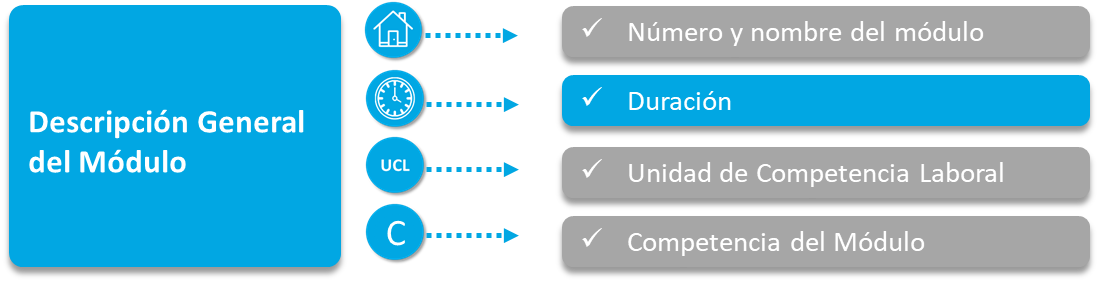 Descripción General
del Módulo
✓ Número y nombre del módulo
✓ Duración
UCL
✓ Unidad de Competencia Laboral
C
✓ Competencia del Módulo